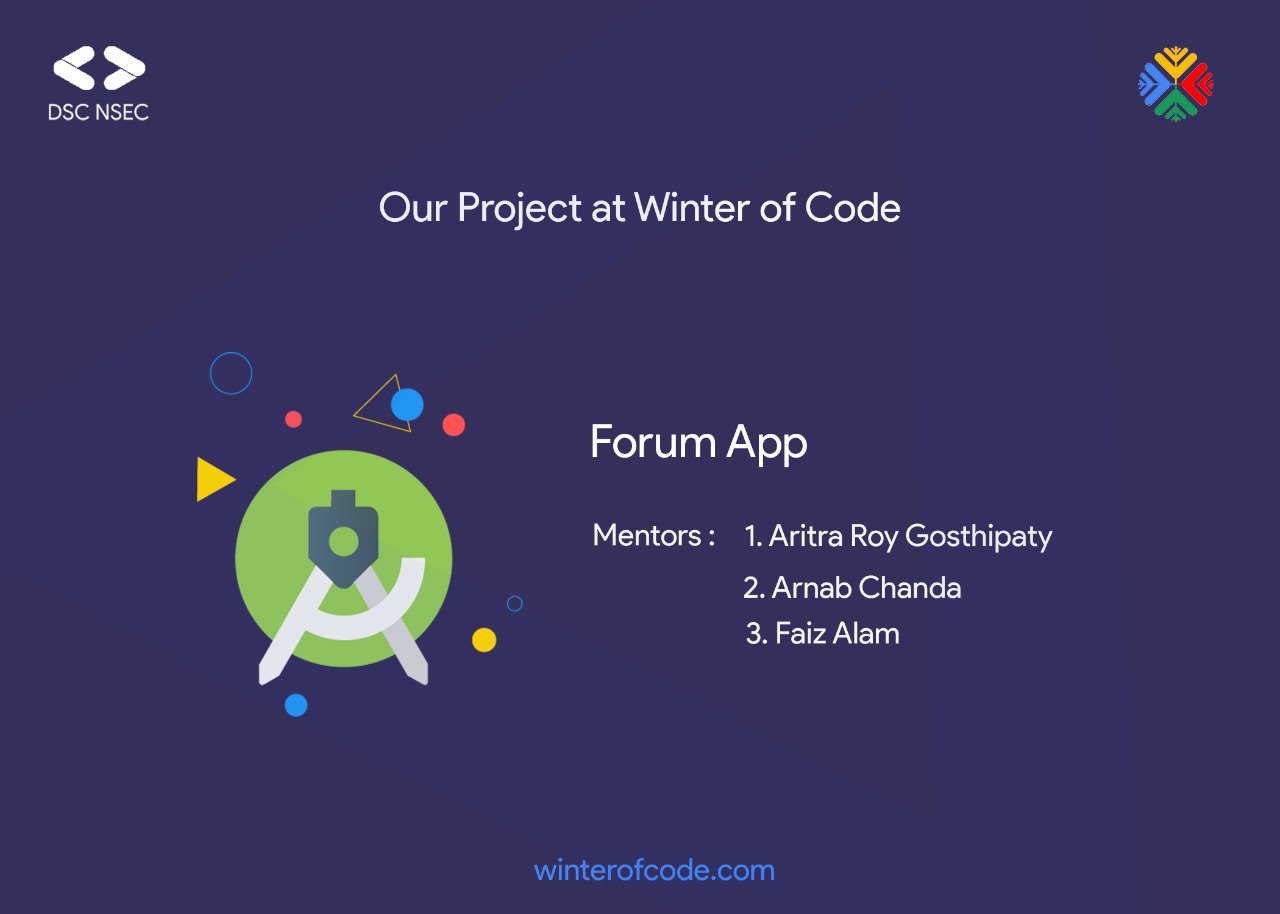 DSC NSEC
Our Project at Winter of Code
Forum App
Mentors : 1. Aritra Roy Gosthipaty
2. Arnab Chanda
3. Faiz Alam
winterofcode.com